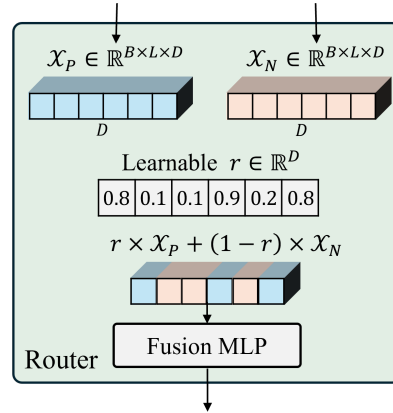 𝒳_P ∈ ℝ^{B×L×D} 𝒳_N ∈ ℝ^{B×L×D}
D D
Learnable r ∈ ℝ^D
0.8 0.1 0.1 0.9 0.2 0.8
r × 𝒳_P + (1 − r) × 𝒳_N
Fusion MLP
Router